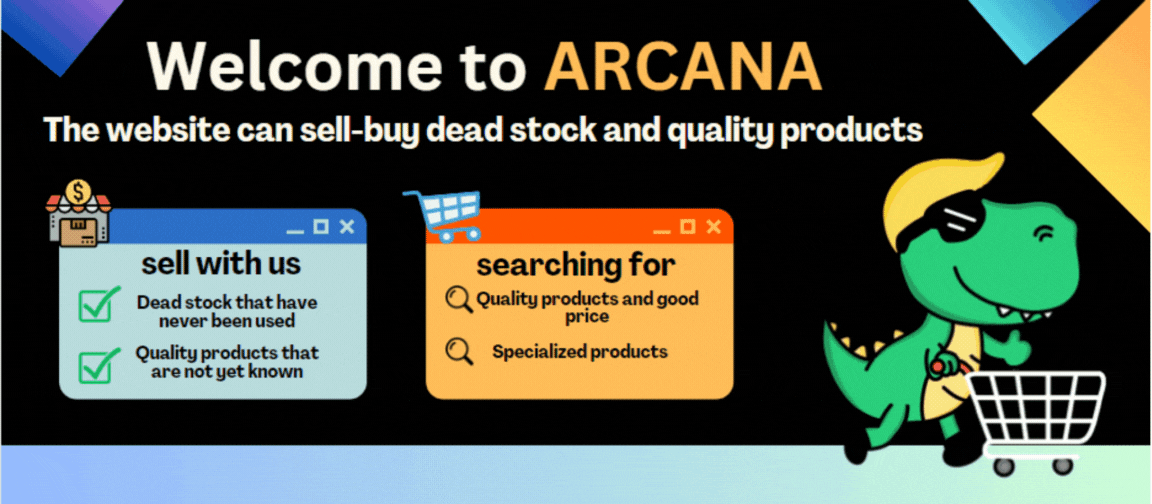 Welcome to ARCANA
The website can sell-buy dead stock and quality products
$
sell with us
Dead stock that have
never been used
Quality products that
are not yet known
searching for
Quality products and good
price
Specialized products